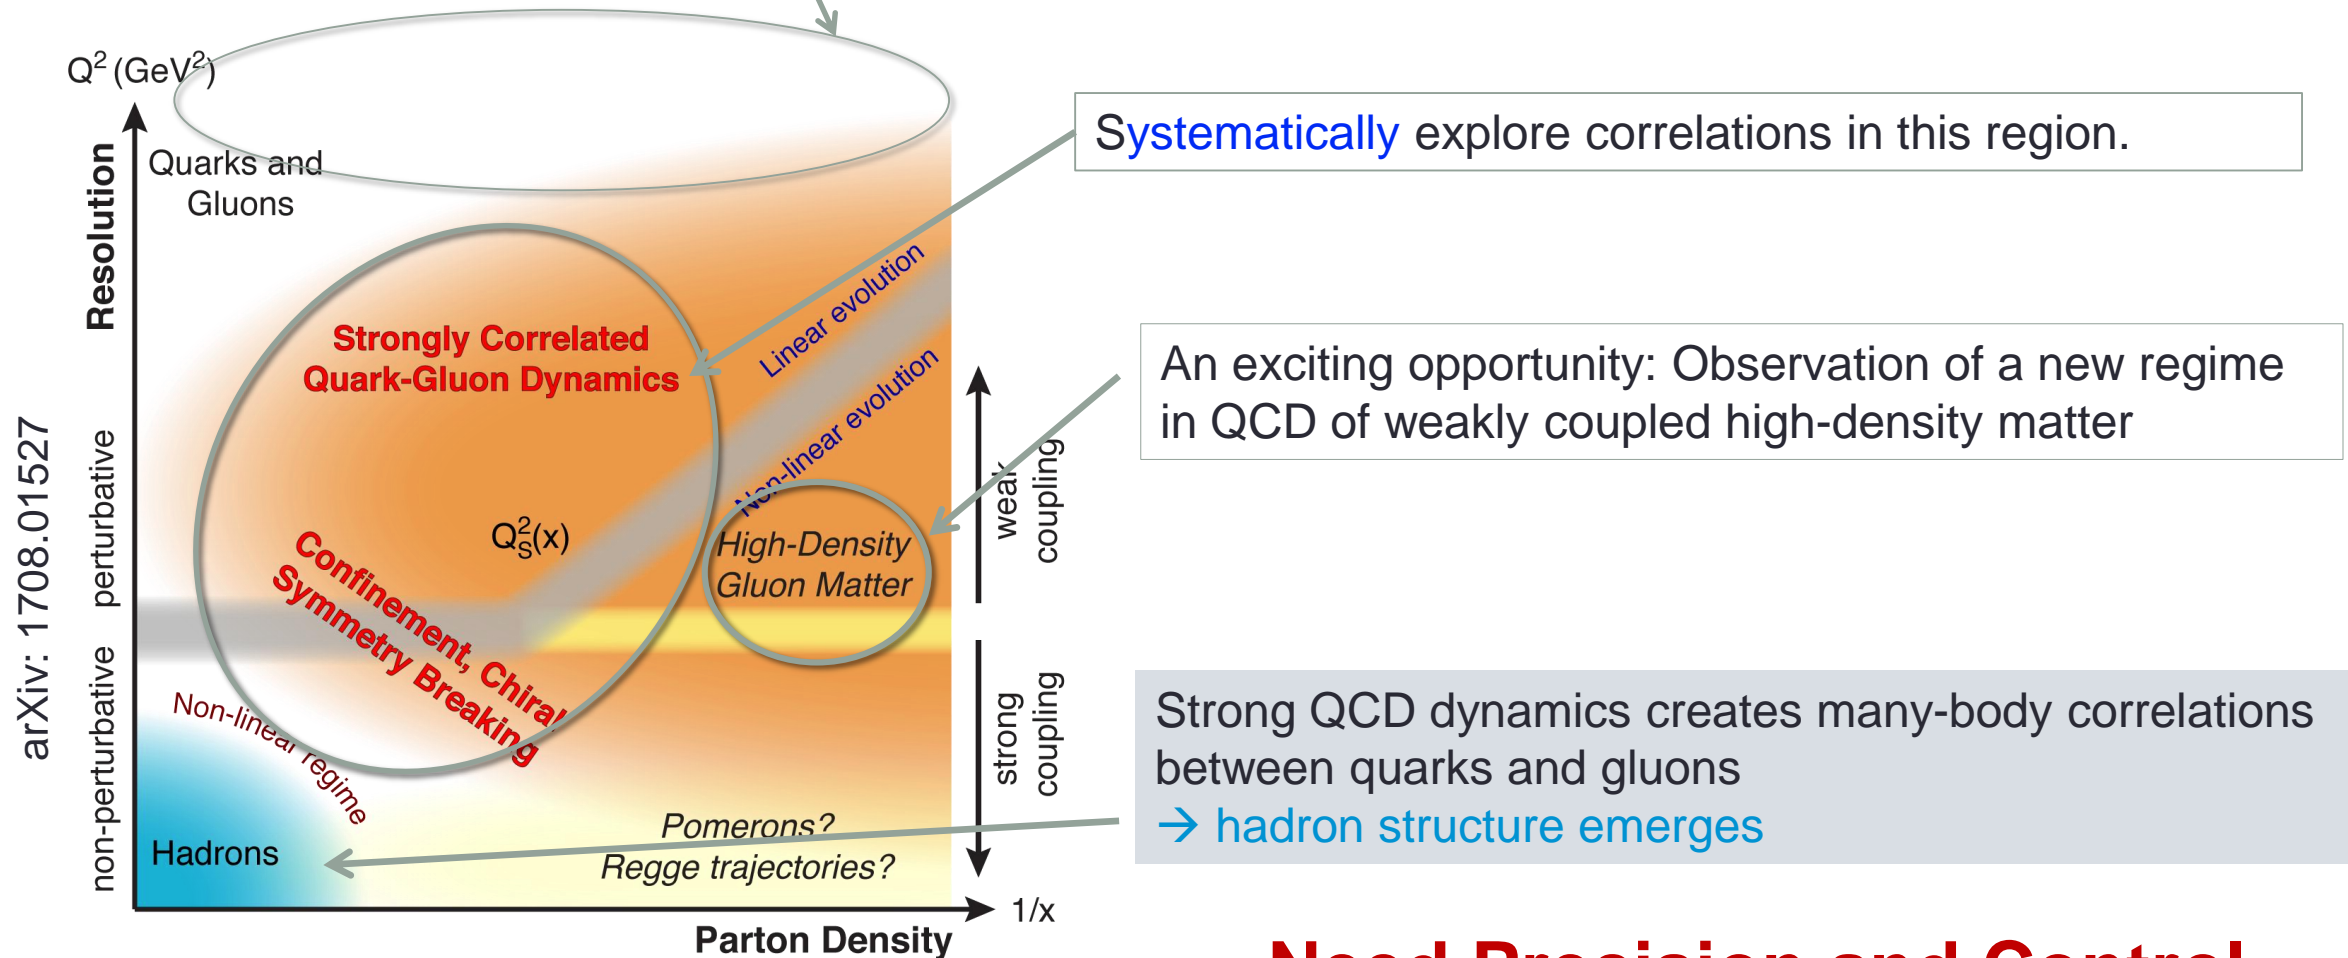 Q² (GeV²)
Resolution
Quarks and
Gluons
Systematically explore correlations in this region.
Linear evolution
Non-linear evolution
Strongly Correlated
Quark-Gluon Dynamics
An exciting opportunity: Observation of a new regime
in QCD of weakly coupled high-density matter
arXiv: 1708.01527
perturbative
non-perturbative
Q²S(x)
High-Density
Gluon Matter
weak
coupling
strong
coupling
Confinement, Chiral
Symmetry Breaking
Non-linear regime
Strong QCD dynamics creates many-body correlations
between quarks and gluons
→ hadron structure emerges
Hadrons
Pomerons?
Regge trajectories?
1/x
Parton Density
Need Precision and Control